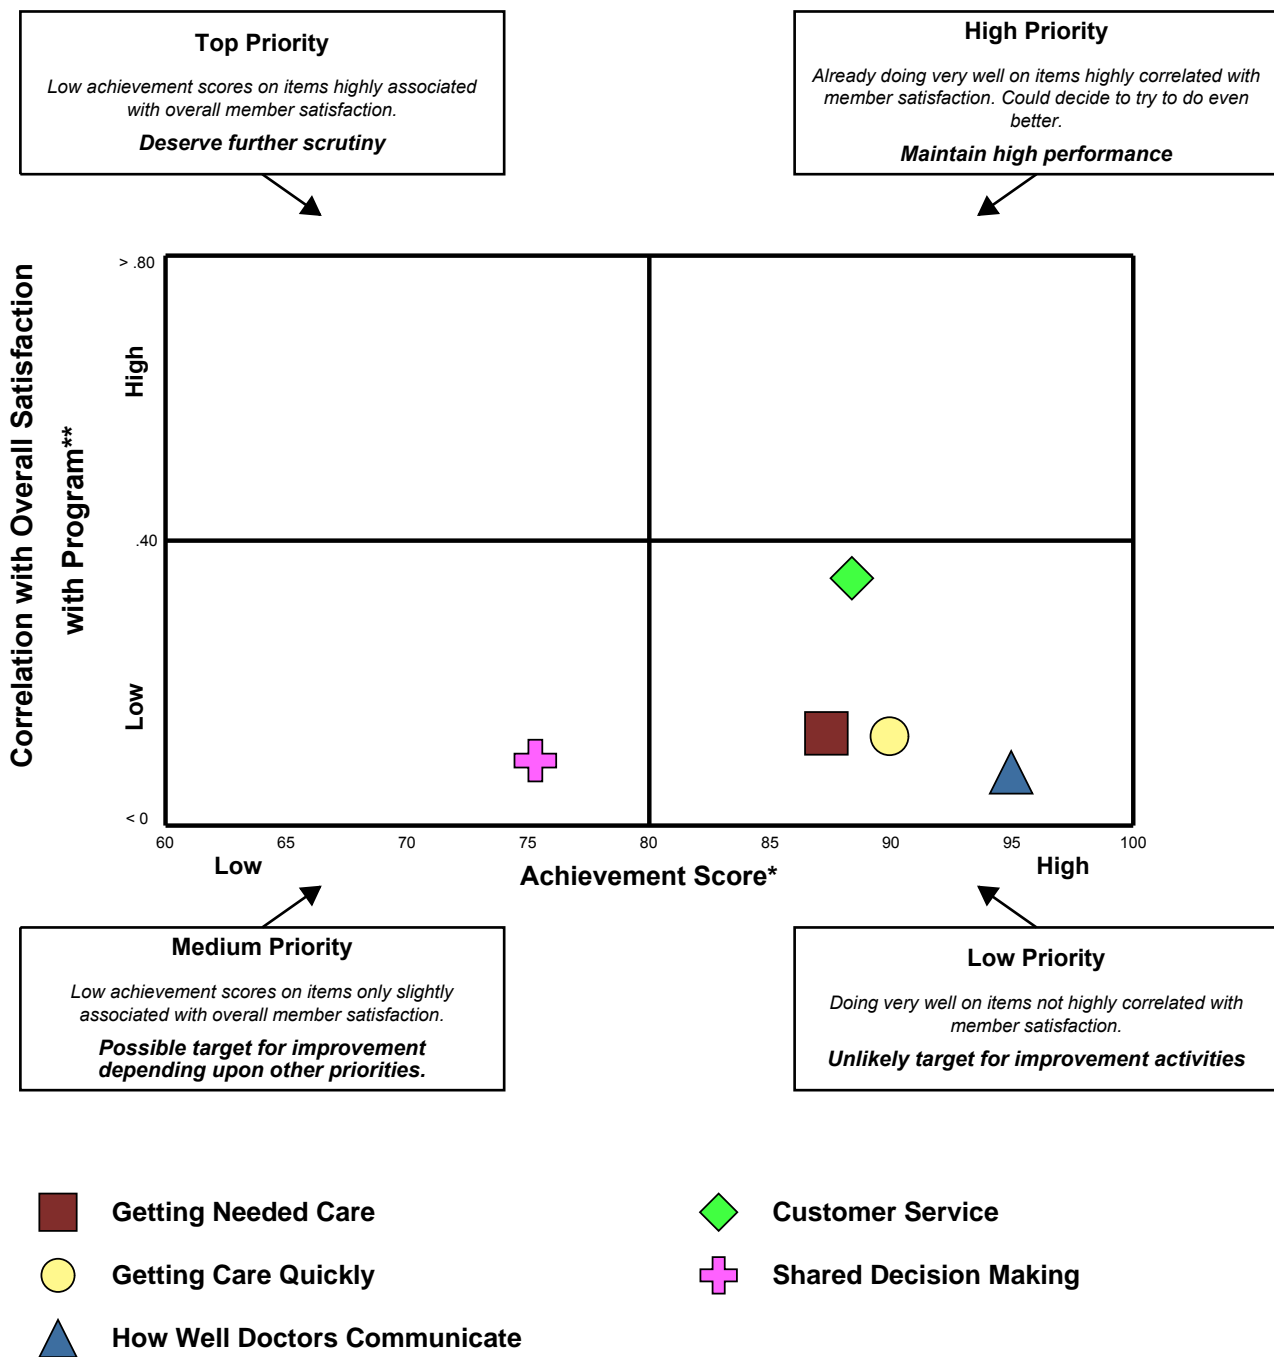 Top Priority
Low achievement scores on items highly associated
with overall member satisfaction.
Deserve further scrutiny
High Priority
Already doing very well on items highly correlated with
member satisfaction. Could decide to try to do even
better.
Maintain high performance
Correlation with Overall Satisfaction
with Program**
> .80
High
.40
Low
< 0
60
65
70
75
80
85
90
95
100
Low
Achievement Score*
High
Medium Priority
Low achievement scores on items only slightly
associated with overall member satisfaction.
Possible target for improvement
depending upon other priorities.
Low Priority
Doing very well on items not highly correlated with
member satisfaction.
Unlikely target for improvement activities
Getting Needed Care
Customer Service
Getting Care Quickly
Shared Decision Making
How Well Doctors Communicate